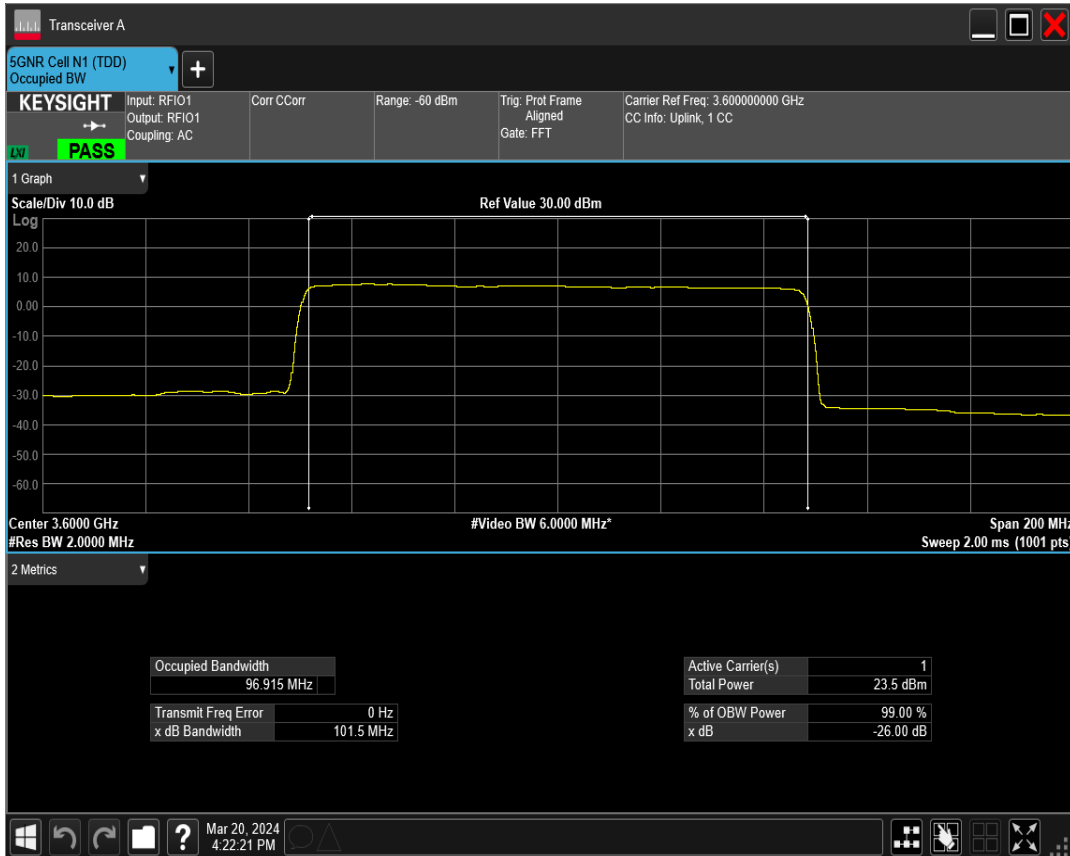 Transceiver A
5GNR Cell N1 (TDD)
Occupied BW
+
KEYSIGHT
LXI
PASS
Input: RFIO1
Output: RFIO1
Coupling: AC
Corr CCorr
Range: -60 dBm
Trig: Prot Frame
Aligned
Gate: FFT
Carrier Ref Freq: 3.600000000 GHz
CC Info: Uplink, 1 CC
1 Graph
Scale/Div 10.0 dB
Ref Value 30.00 dBm
Log
20.0
10.0
0.00
-10.0
-20.0
-30.0
-40.0
-50.0
-60.0
Center 3.6000 GHz
#Video BW 6.0000 MHz*
Span 200 MHz
#Res BW 2.0000 MHz
Sweep 2.00 ms (1001 pts)
2 Metrics
Occupied Bandwidth
96.915 MHz
Transmit Freq Error 0 Hz
x dB Bandwidth 101.5 MHz
Active Carrier(s) 1
Total Power 23.5 dBm
% of OBW Power 99.00 %
x dB -26.00 dB
?
Mar 20, 2024
4:22:21 PM